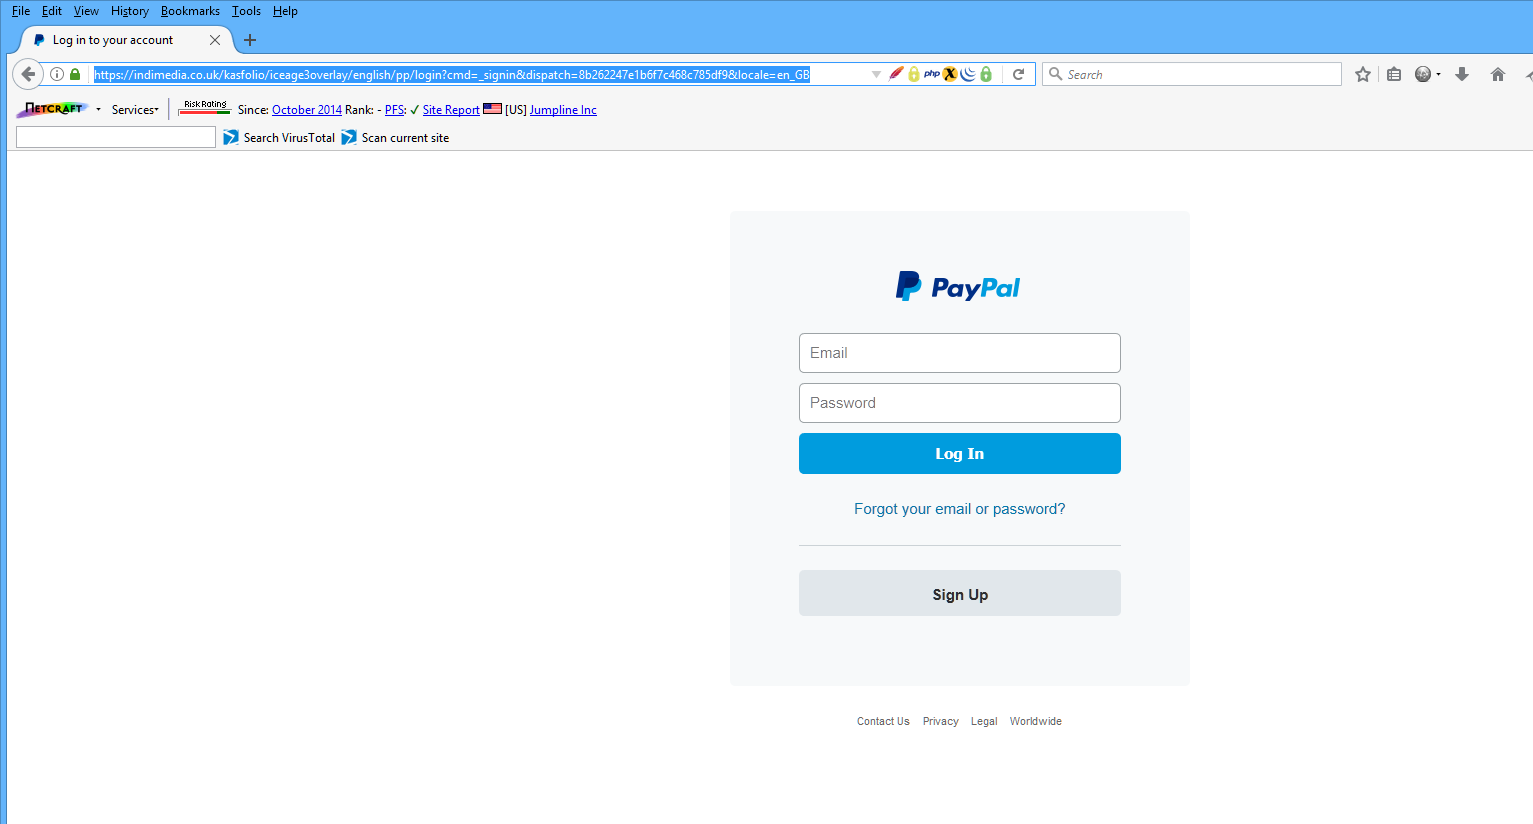 File Edit View History Bookmarks Tools Help
Log in to your account
https://indimedia.co.uk/kasfolio/iceage3overlay/english/pp/login?cmd=_signin&dispatch=8b262247e1b6f7c468c785df9&locale=en_GB php Search
NETCRAFT Services Risk Rating Since: October 2014 Rank: - PFS: ✓ Site Report [US] Jumpline Inc
Search VirusTotal Scan current site
PayPal
Email
Password
Log In
Forgot your email or password?
Sign Up
Contact Us Privacy Legal Worldwide